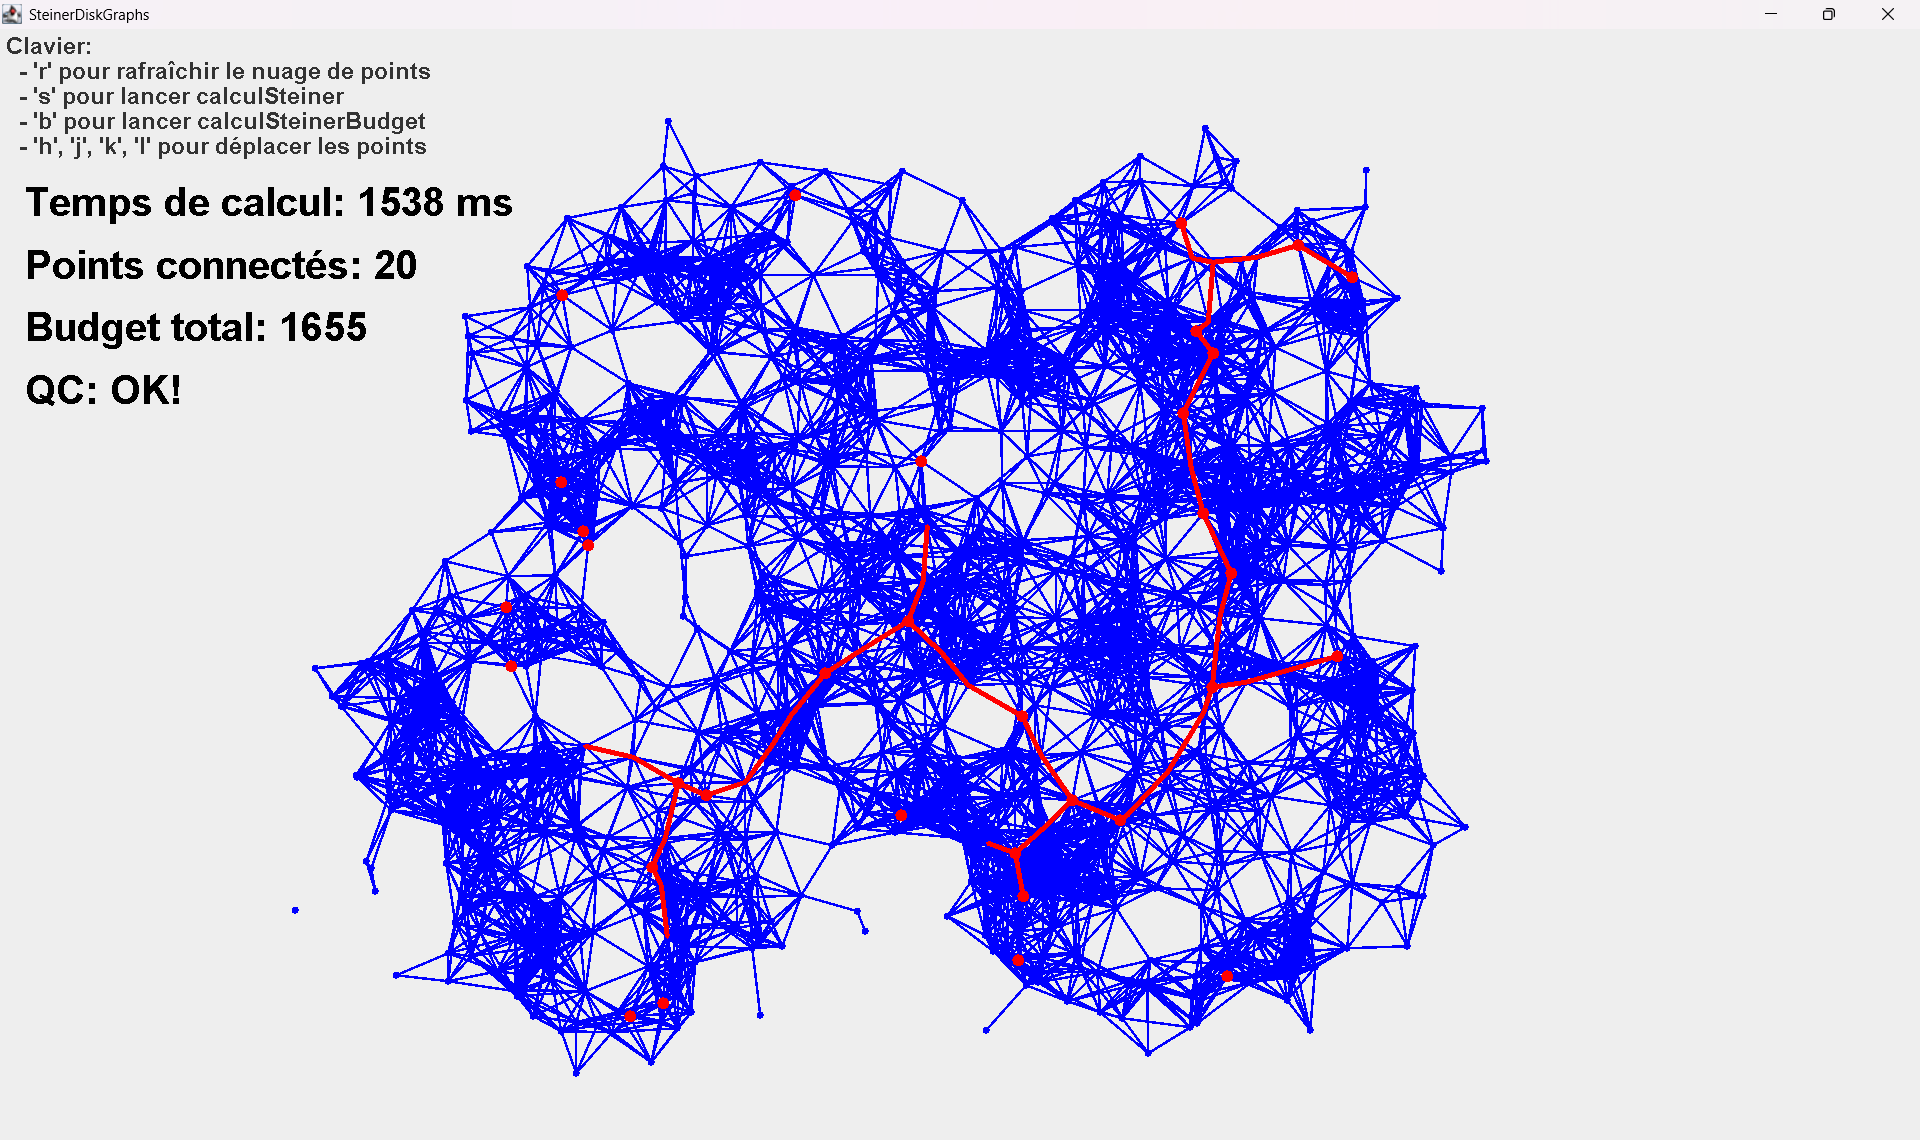 SteinerDiskGraphs
Clavier:
- 'r' pour rafraîchir le nuage de points
- 's' pour lancer calculSteiner
- 'b' pour lancer calculSteinerBudget
- 'h', 'j', 'k', 'l' pour déplacer les points
Temps de calcul: 1538 ms
Points connectés: 20
Budget total: 1655
QC: OK!